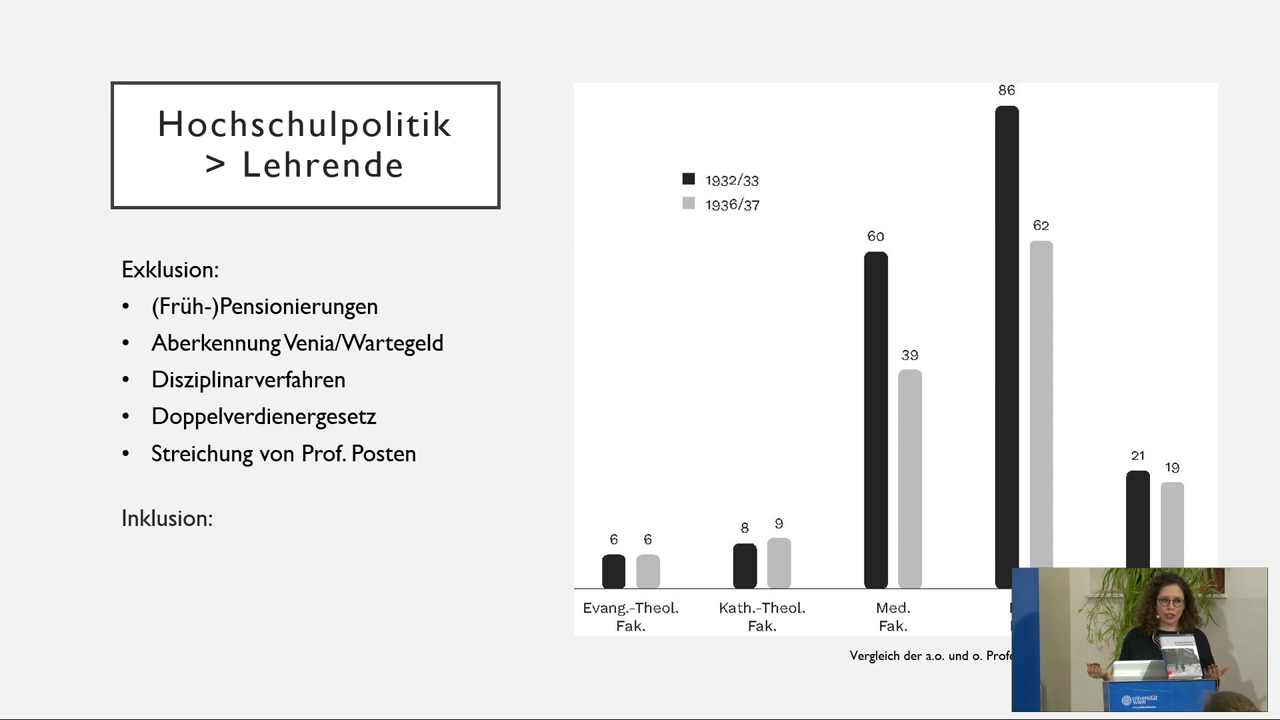 Hochschulpolitik
> Lehrende
Exklusion:
• (Früh-)Pensionierungen
• Aberkennung Venia/Wartegeld
• Disziplinarverfahren
• Doppelverdienergesetz
• Streichung von Prof. Posten
Inklusion:
1932/33
1936/37
6 6
8 9
60 39
86 62
21 19
Evang.-Theol.
Fak.
Kath.-Theol.
Fak.
Med.
Fak.
Vergleich der a.o. und o.
universität
wien